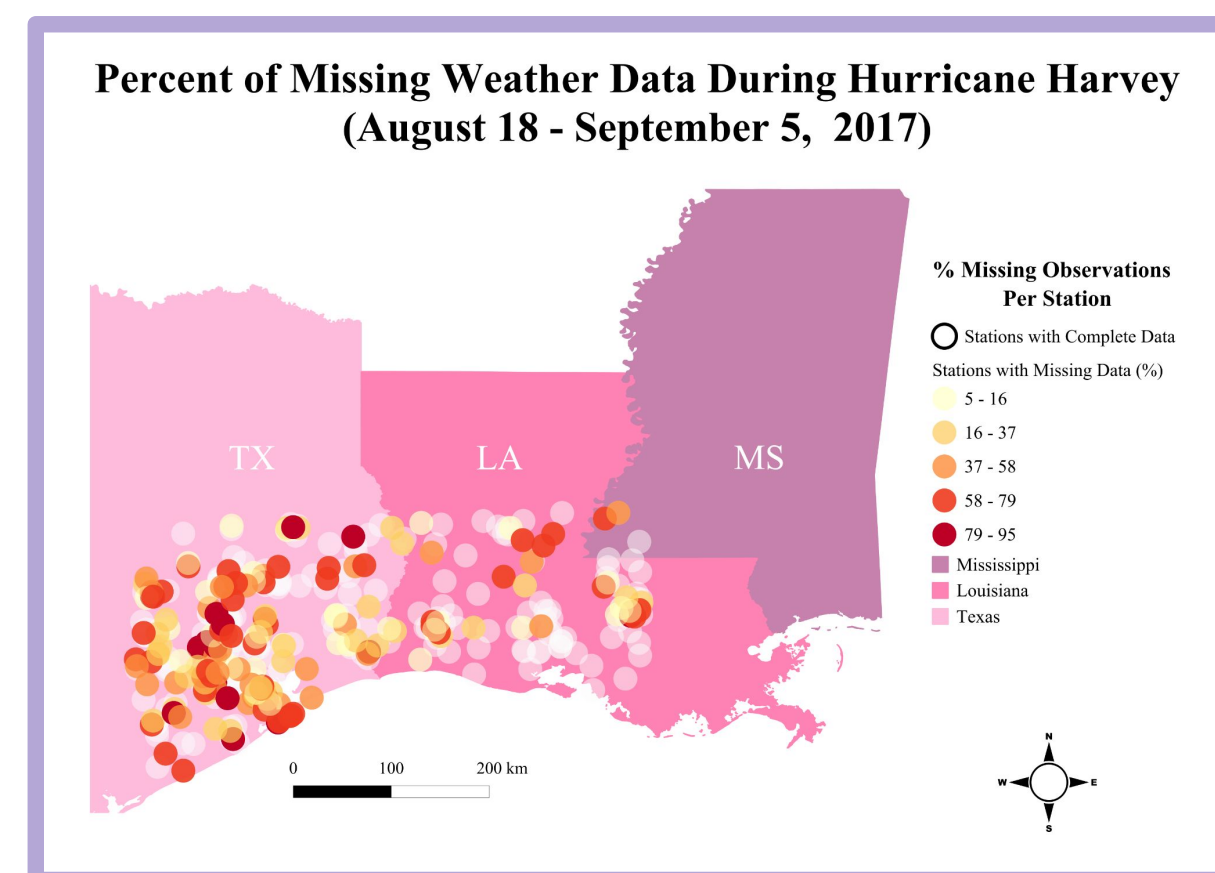 Percent of Missing Weather Data During Hurricane Harvey
(August 18 - September 5, 2017)
% Missing Observations
Per Station
Stations with Complete Data
Stations with Missing Data (%)
5 - 16
16 - 37
37 - 58
58 - 79
79 - 95
Mississippi
Louisiana
Texas
TX
LA
MS
0 100 200 km
N
W E
S